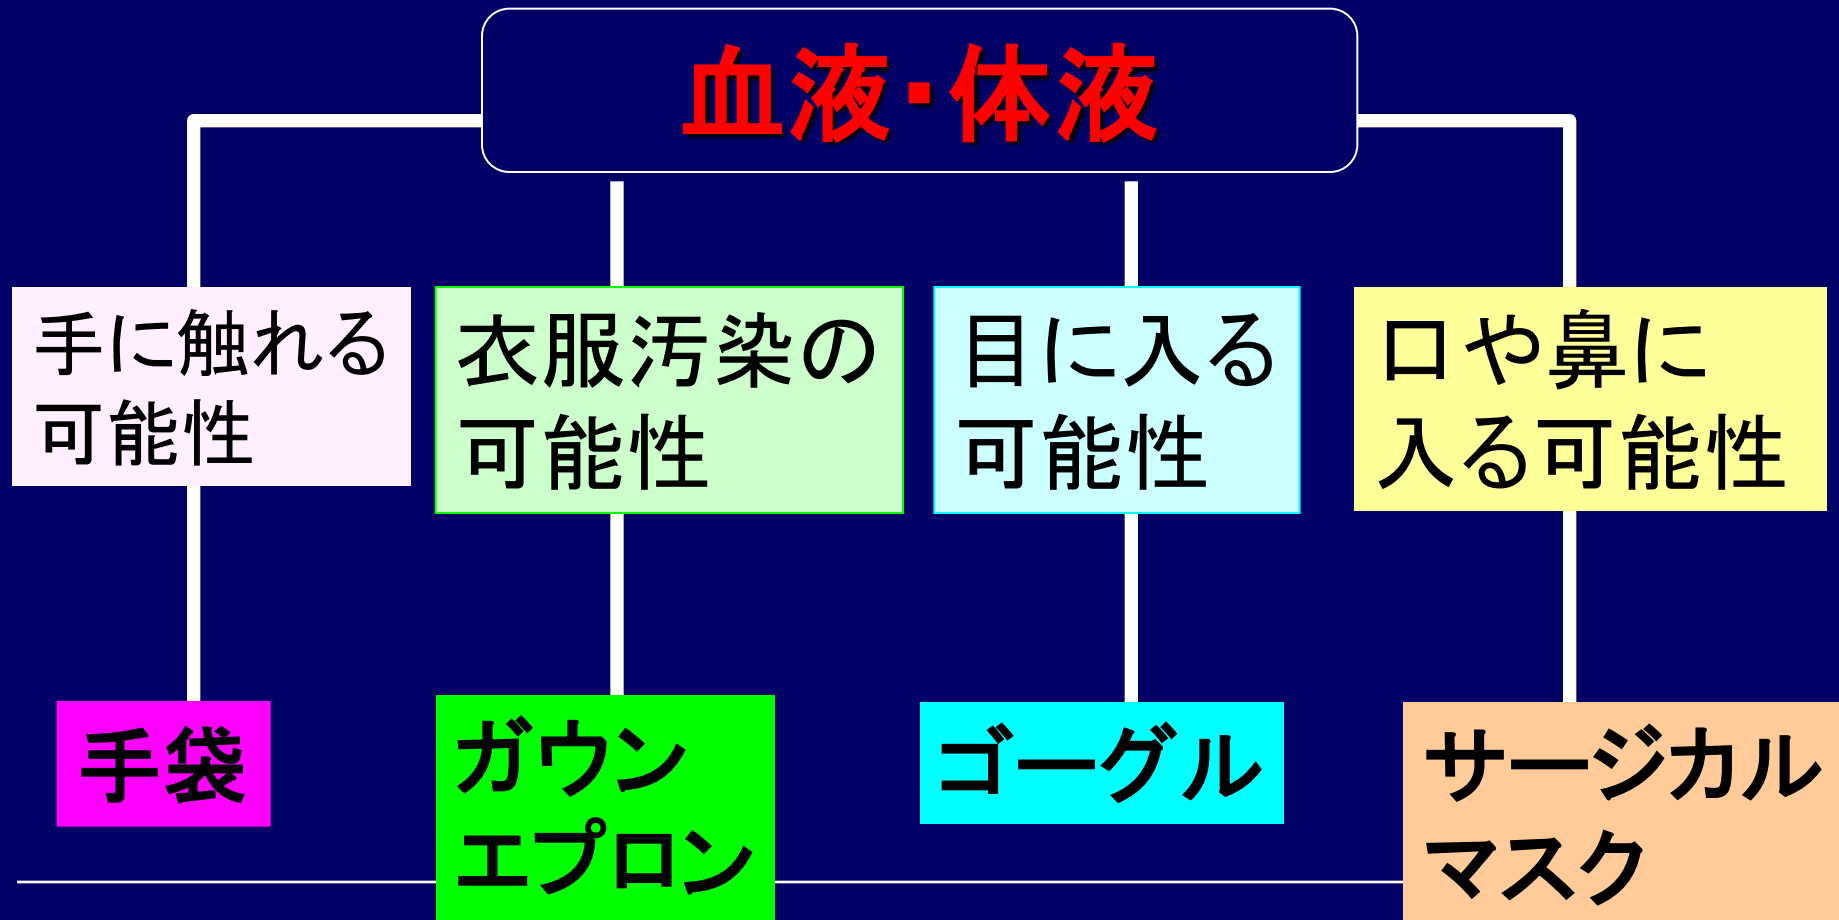 血液・体液
手に触れる
可能性
衣服汚染の
可能性
目に入る
可能性
口や鼻に
入る可能性
手袋
ガウン
エプロン
ゴーグル
サージカル
マスク